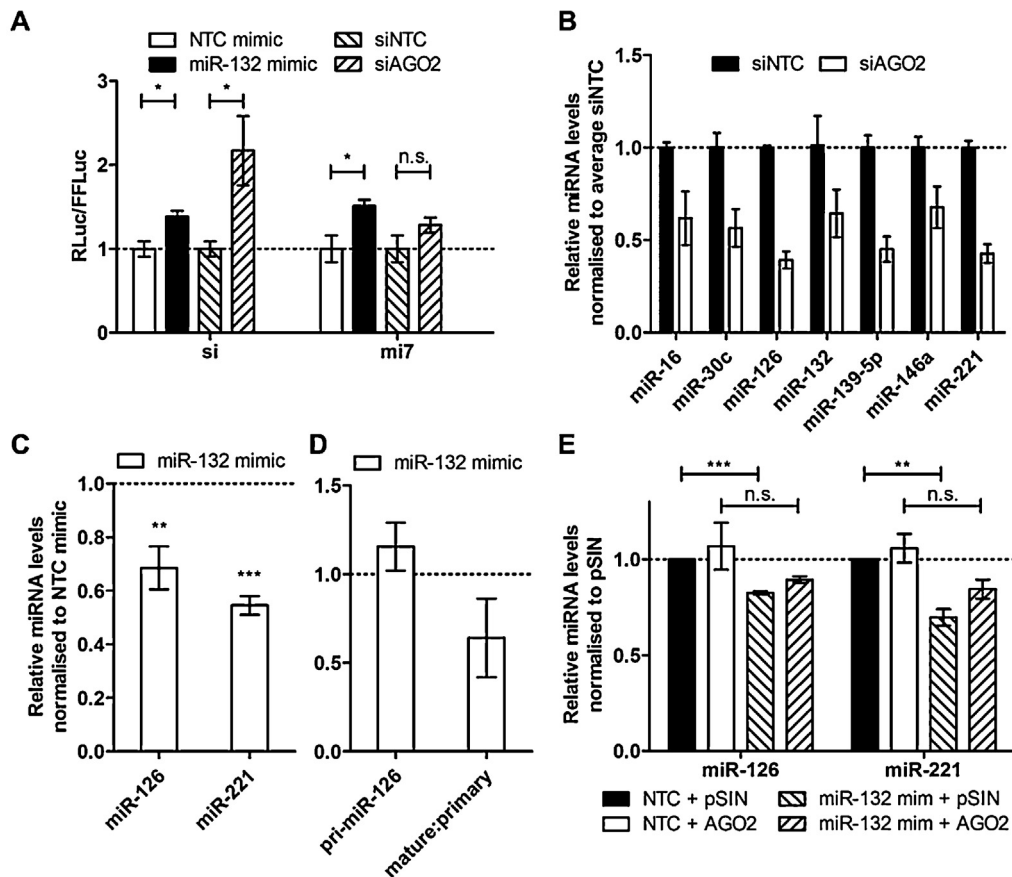 A
NTC mimic
miR-132 mimic
siNTC
siAGO2
RLuc/FFLuc
3
2
1
0
*
*
*
n.s.
si
mi7
B
siNTC
siAGO2
Relative miRNA levels
normalised to average siNTC
1.5
1.0
0.5
0.0
miR-16
miR-30c
miR-126
miR-132
miR-139-5p
miR-146a
miR-221
C
miR-132 mimic
Relative miRNA levels
normalised to NTC mimic
1.0
0.8
0.6
0.4
0.2
0.0
**
***
miR-126
miR-221
D
miR-132 mimic
1.5
1.0
0.5
0.0
pri-miR-126
mature:primary
E
Relative miRNA levels
normalised to pSIN
1.0
0.5
0.0
***
n.s.
**
n.s.
miR-126
miR-221
NTC + pSIN
NTC + AGO2
miR-132 mim + pSIN
miR-132 mim + AGO2